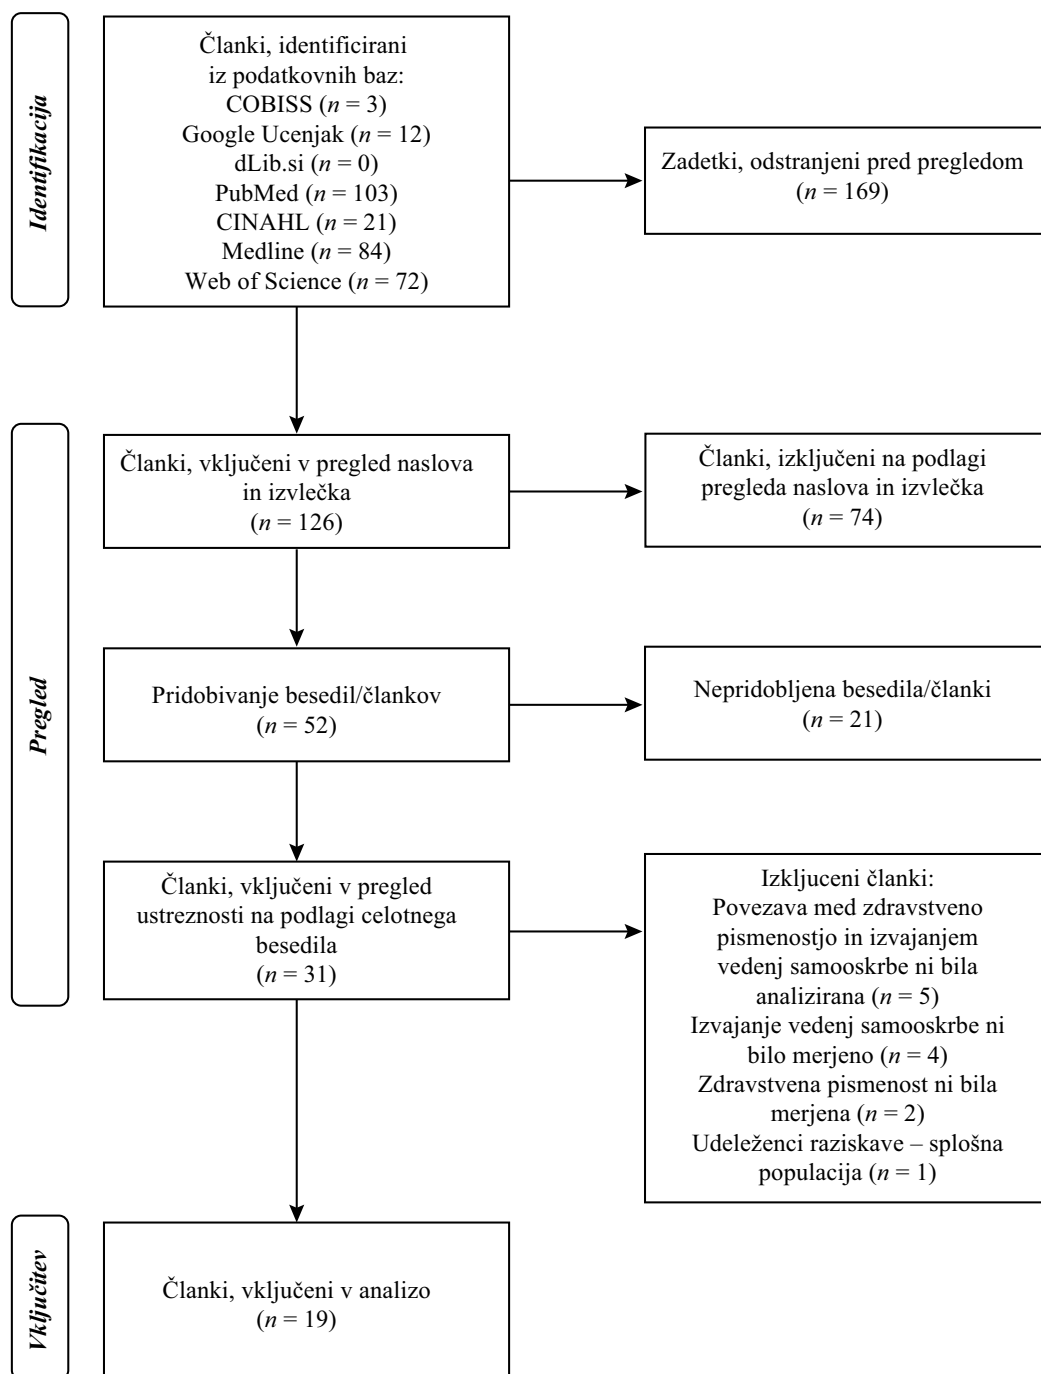 Identifikacija
Članki, identificirani
iz podatkovnih baz:
COBISS (n = 3)
Google Ucenjak (n = 12)
dLib.si (n = 0)
PubMed (n = 103)
CINAHL (n = 21)
Medline (n = 84)
Web of Science (n = 72)
Zadetki, odstranjeni pred pregledom
(n = 169)
Pregled
Članki, vključeni v pregled naslova
in izvlečka
(n = 126)
Članki, izključeni na podlagi
pregleda naslova in izvlečka
(n = 74)
Pridobivanje besedil/člankov
(n = 52)
Nepridobljena besedila/članki
(n = 21)
Članki, vključeni v pregled
ustreznosti na podlagi celotnega
besedila
(n = 31)
Izkljuceni članki:
Povezava med zdravstveno
pismenostjo in izvajanjem
vedenj samooskrbe ni bila
analizirana (n = 5)
Izvajanje vedenj samooskrbe ni
bilo merjeno (n = 4)
Zdravstvena pismenost ni bila
merjena (n = 2)
Udeleženci raziskave – splošna
populacija (n = 1)
Vključitev
Članki, vključeni v analizo
(n = 19)